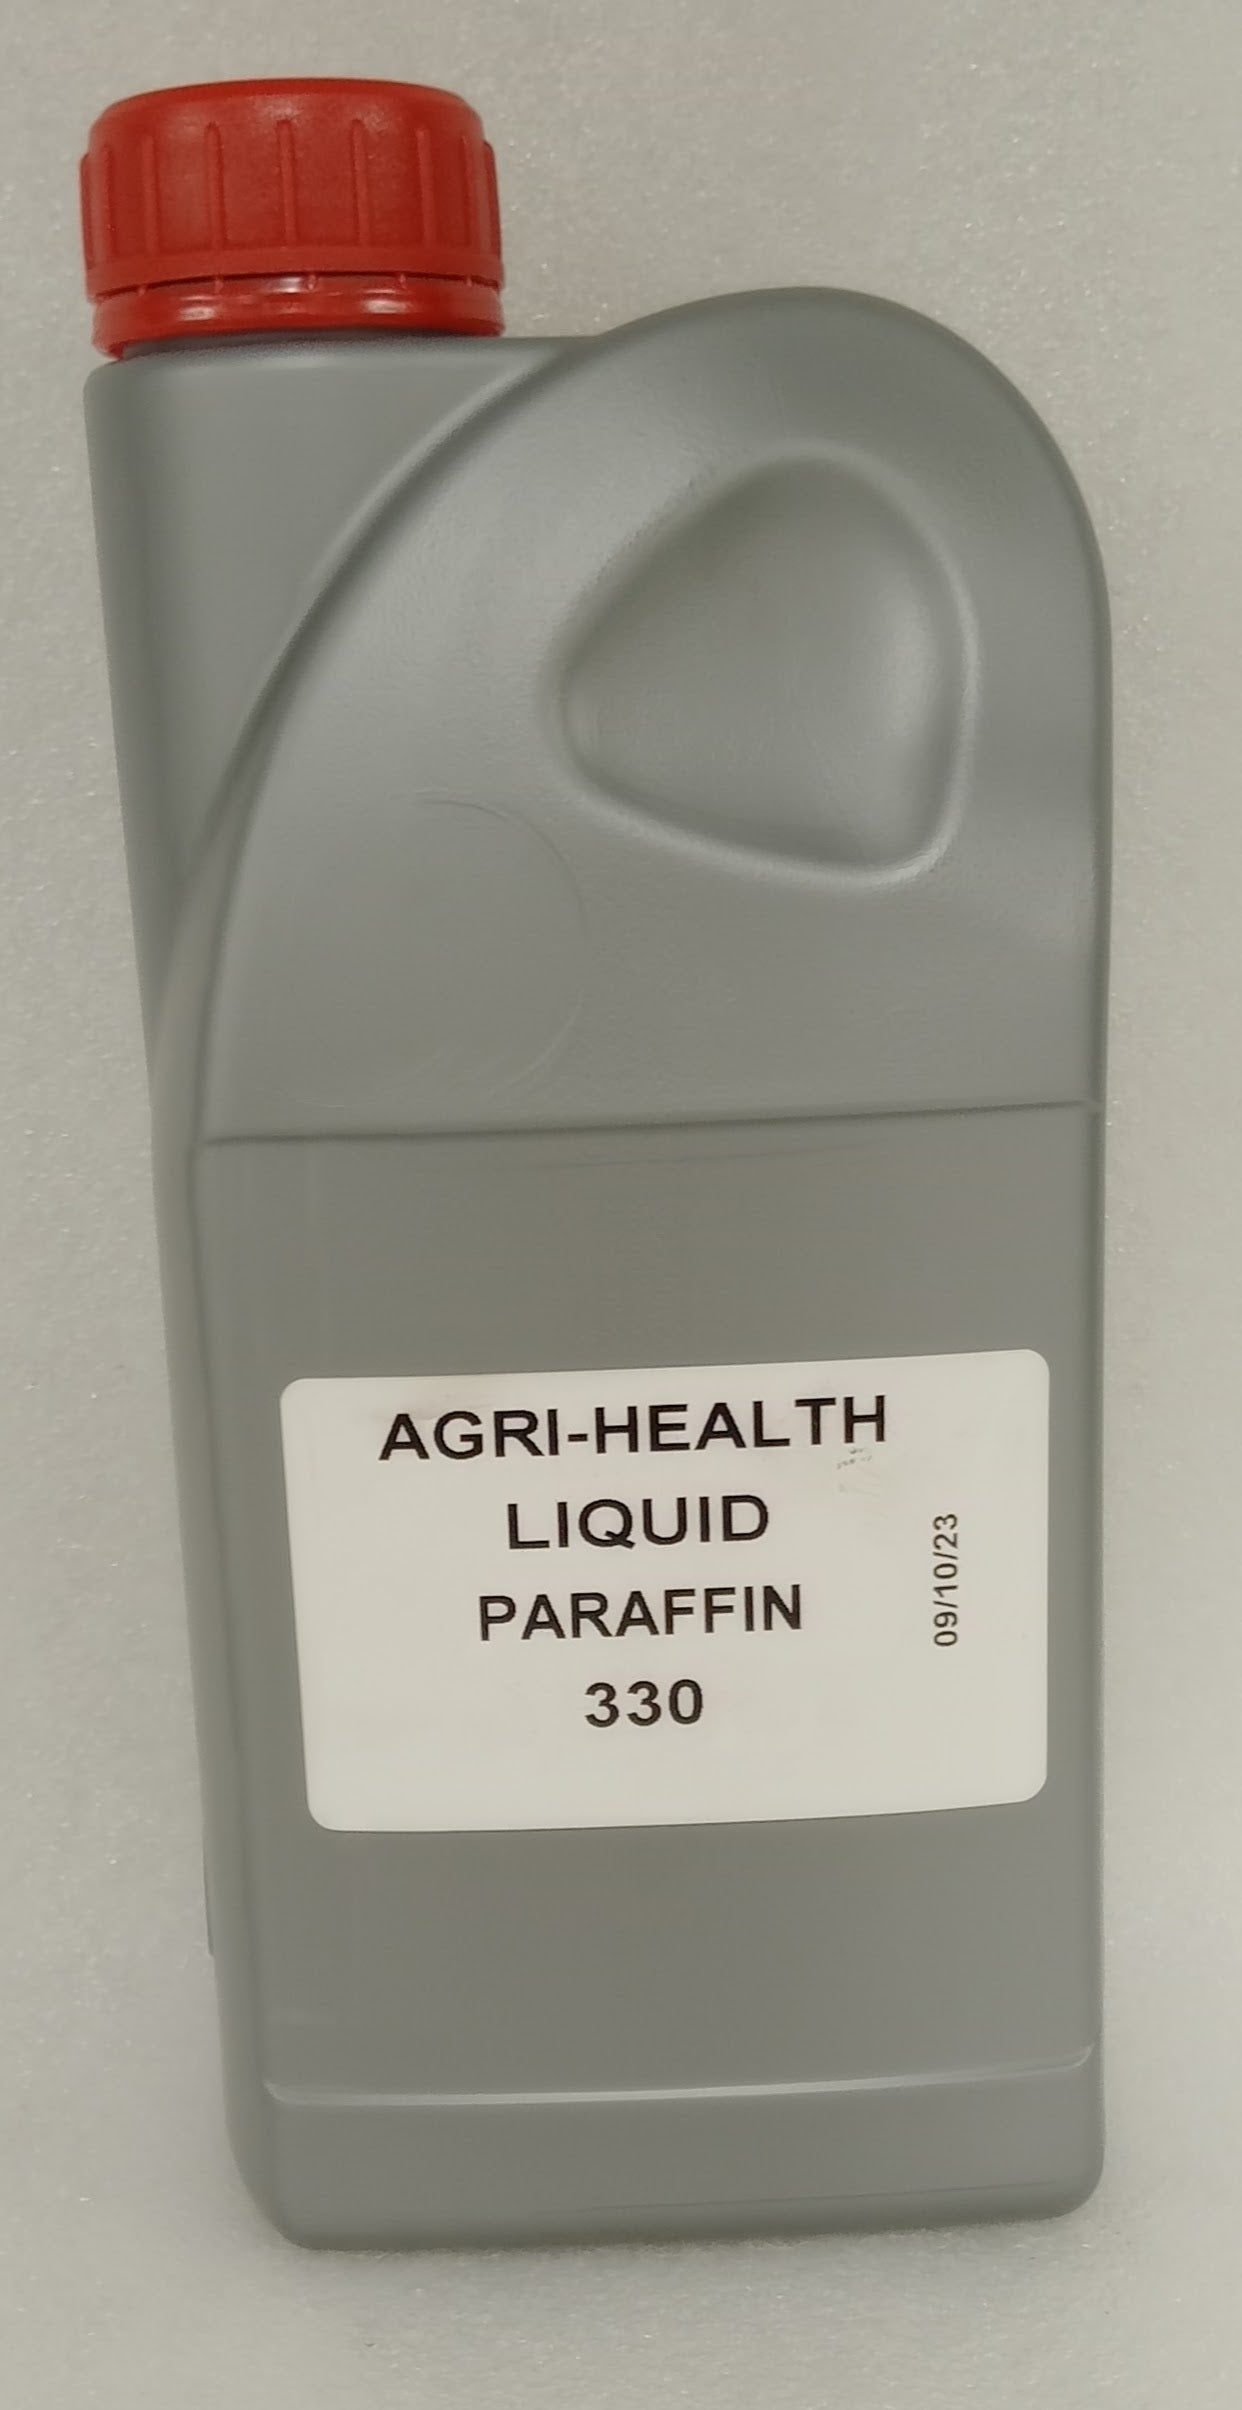 AGRI-HEALTH
LIQUID
PARAFFIN
330
09/10/23